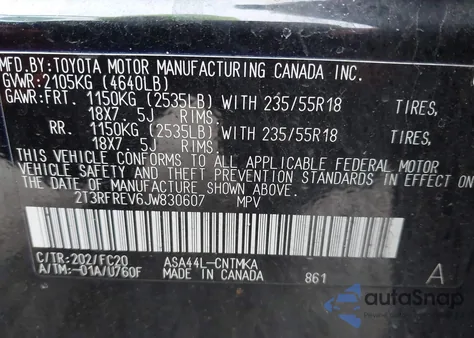 MFD.BY:TOYOTA MOTOR MANUFACTURING CANADA INC.
GVWR:2105KG (4640LB)
GAWR:FRT. 1150KG (2535LB) WITH 235/55R18 TIRES,
18X7. 5J RIMS
RR. 1150KG (2535LB) WITH 235/55R18 TIRES,
18X7. 5J RIMS
THIS VEHICLE CONFORMS TO ALL APPLICABLE FEDERAL MOTOR
VEHICLE SAFETY AND THEFT PREVENTION STANDARDS IN EFFECT ON
THE DATE OF MANUFACTURE SHOWN ABOVE.
2T3RFREV6JW830607 MPV
C/TR:202/FC20 ASA44L-CNTMKA
A/TM:-01A/U760F MADE IN CANADA 861 A
autoSnap